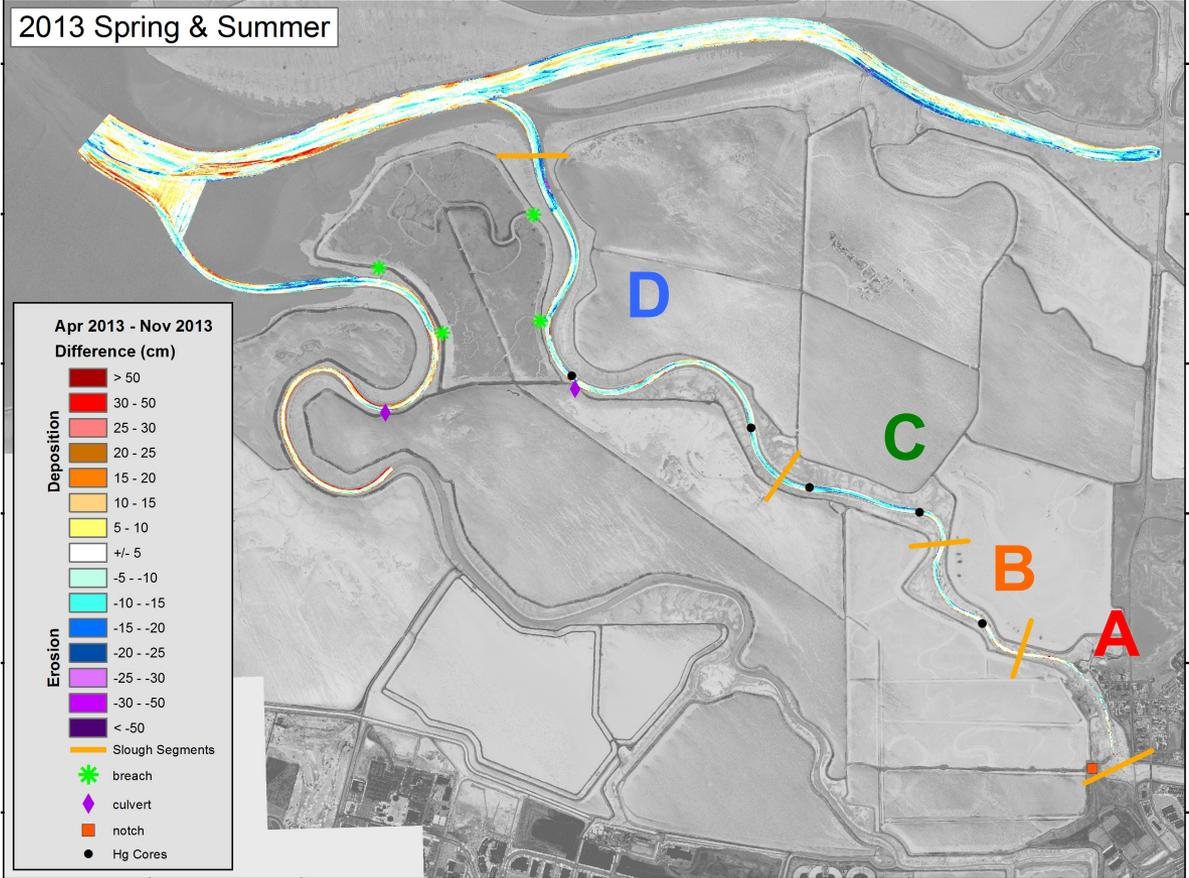 2013 Spring & Summer
D
C
B
A
Apr 2013 - Nov 2013
Difference (cm)
Deposition
> 50
30 - 50
25 - 30
20 - 25
15 - 20
10 - 15
5 - 10
+/- 5
Erosion
-5 - -10
-10 - -15
-15 - -20
-20 - -25
-25 - -30
-30 - -50
< -50
Slough Segments
breach
culvert
notch
Hg Cores